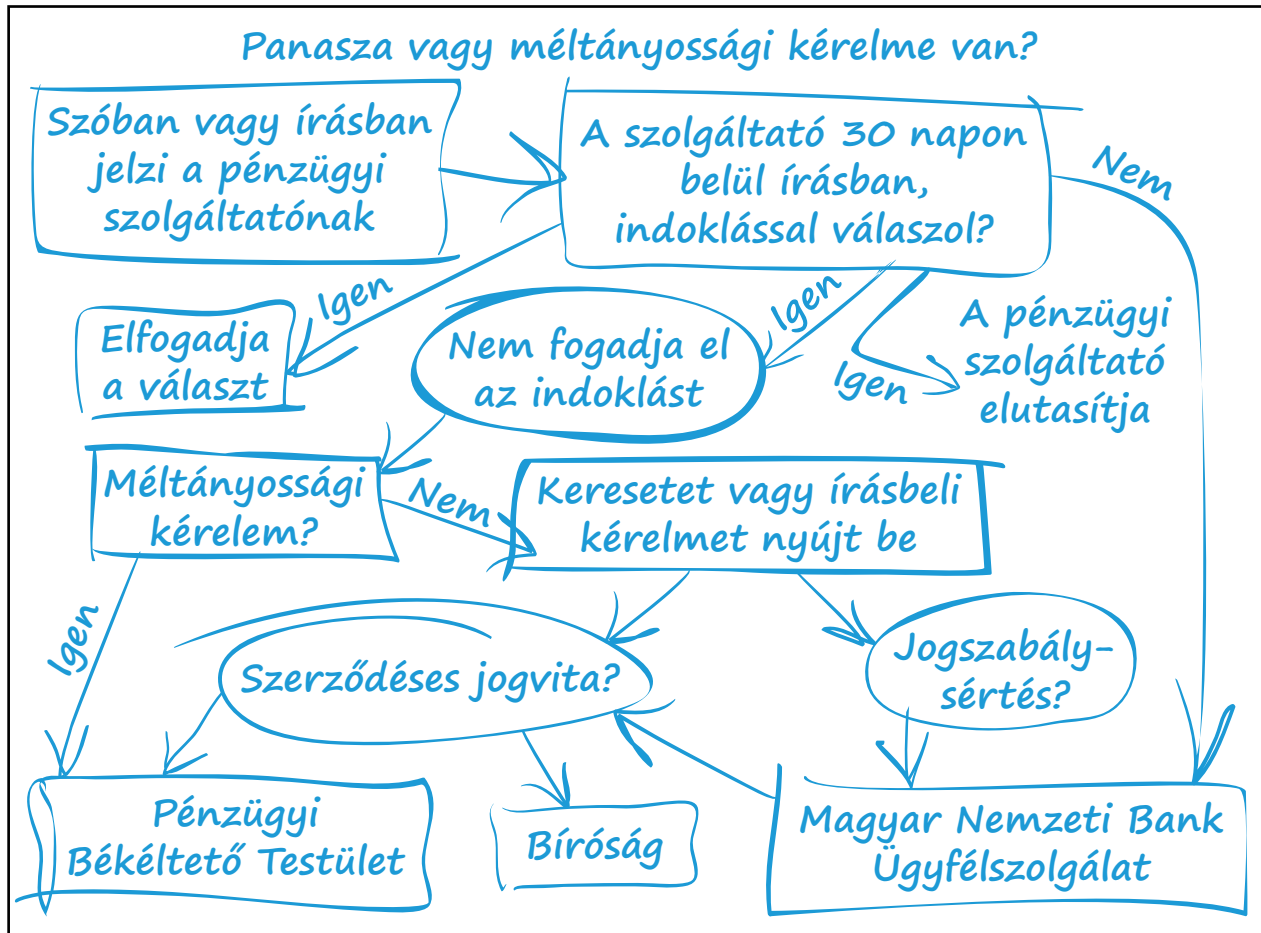 Panasza vagy méltányossági kérelme van?
Szóban vagy írásban
jelzi a pénzügyi
szolgáltatónak
A szolgáltató 30 napon
belül írásban,
indoklással válaszol?
Nem
Igen
Igen
Igen
Elfogadja
a választ
Nem fogadja el
az indoklást
A pénzügyi
szolgáltató
elutasítja
Méltányossági
kérelem?
Nem
Keresetet vagy írásbeli
kérelmet nyújt be
Igen
Szerződéses jogvita?
Jogszabály-
sértés?
Pénzügyi
Békéltető Testület
Bíróság
Magyar Nemzeti Bank
Ügyfélszolgálat